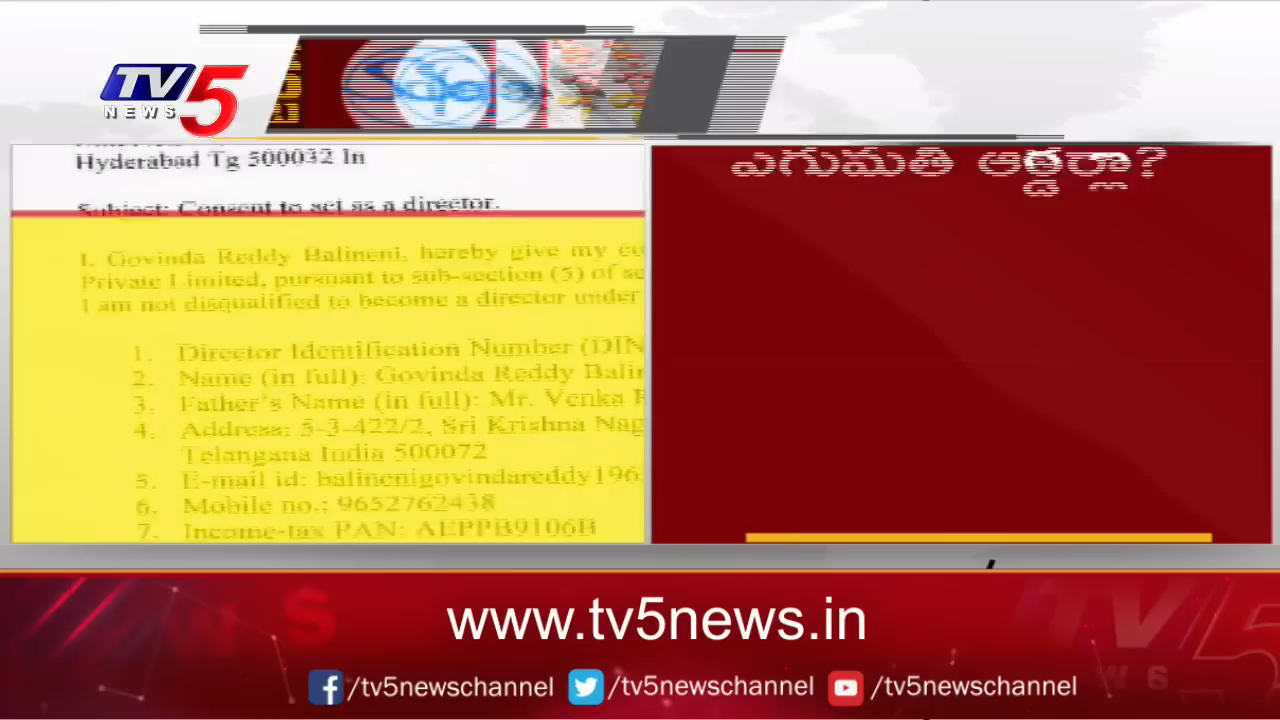 TV5
NEWS
Hyderabad Tg 500032 In
Subject: Consent to act as a director.
I, Govinda Reddy Balineni, hereby give my
Private Limited, pursuant to sub-section (5) of
I am not disqualified to become a director under
1. Director Identification Number (DIN
2. Name (in full): Govinda Reddy
3. Father's Name (in full): Mr. Venka
4. Address: 5-3-422/2, Sri Krishna
Telangana India 500072
5. E-mail id: balinenigovindareddy196
6. Mobile no.: 9652762438
7. Income-tax PAN: AEPPB9106B
ఎగుమతి ఆర్డర్లా?
www.tv5news.in
/tv5newschannel /tv5newschannel /tv5newschannel